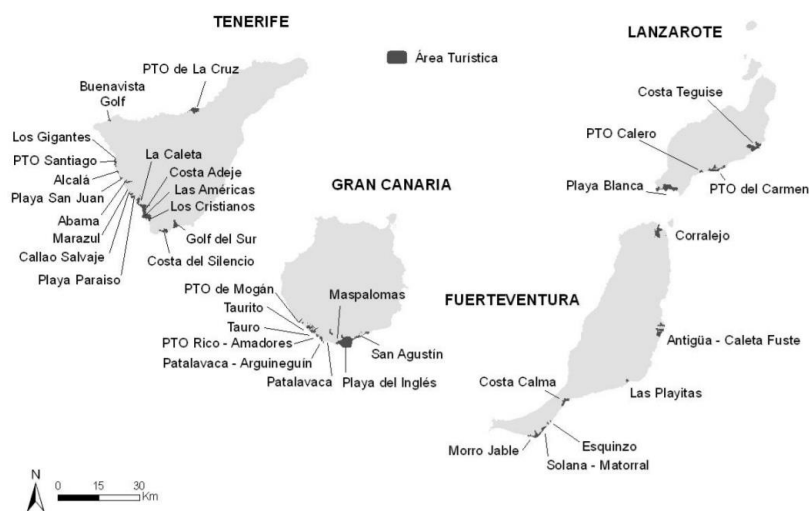 TENERIFE
PTO de La Cruz
Buenavista
Golf
Los Gigantes
PTO Santiago
Alcalá
Playa San Juan
Abama
Marazul
Callao Salvaje
Playa Paraiso
La Caleta
Costa Adeje
Las Américas
Los Cristianos
Golf del Sur
Costa del Silencio
Área Turística
GRAN CANARIA
PTO de Mogán
Taurito
Tauro
PTO Rico - Amadores
Patalavaca - Arguineguín
Patalavaca
Maspalomas
San Agustín
Playa del Inglés
LANZAROTE
Costa Teguise
PTO Calero
Playa Blanca
PTO del Carmen
FUERTEVENTURA
Corralejo
Antigüa - Caleta Fuste
Las Playitas
Costa Calma
Esquinzo
Morro Jable
Solana - Matorral
N
0 15 30
Km